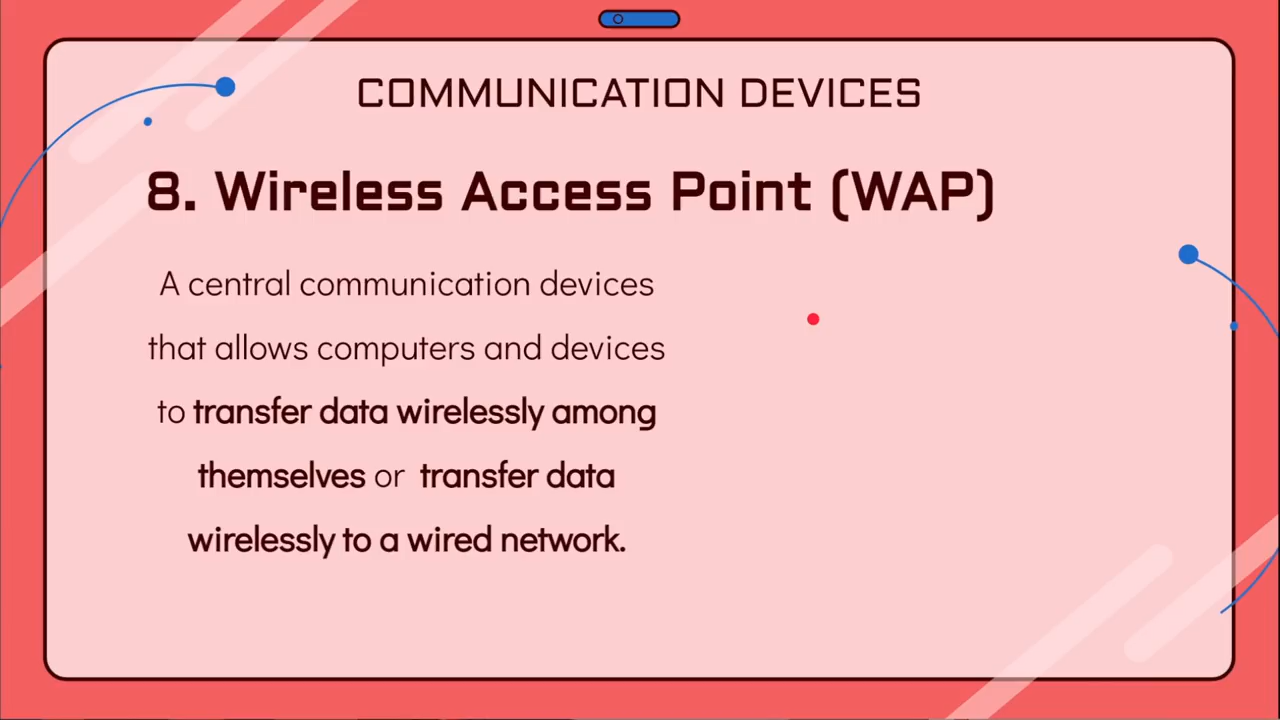 COMMUNICATION DEVICES
8. Wireless Access Point (WAP)
A central communication devices
that allows computers and devices
to transfer data wirelessly among
themselves or transfer data
wirelessly to a wired network.